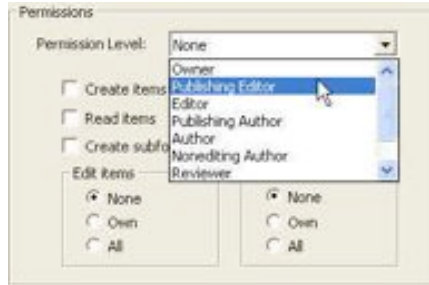 Permissions
Permission Level: None
Owner
Create items Publishing Editor
Editor
Read items Publishing Author
Author
Create subfo Nonediting Author
Edit items Reviewer
None None
Own Own
All All